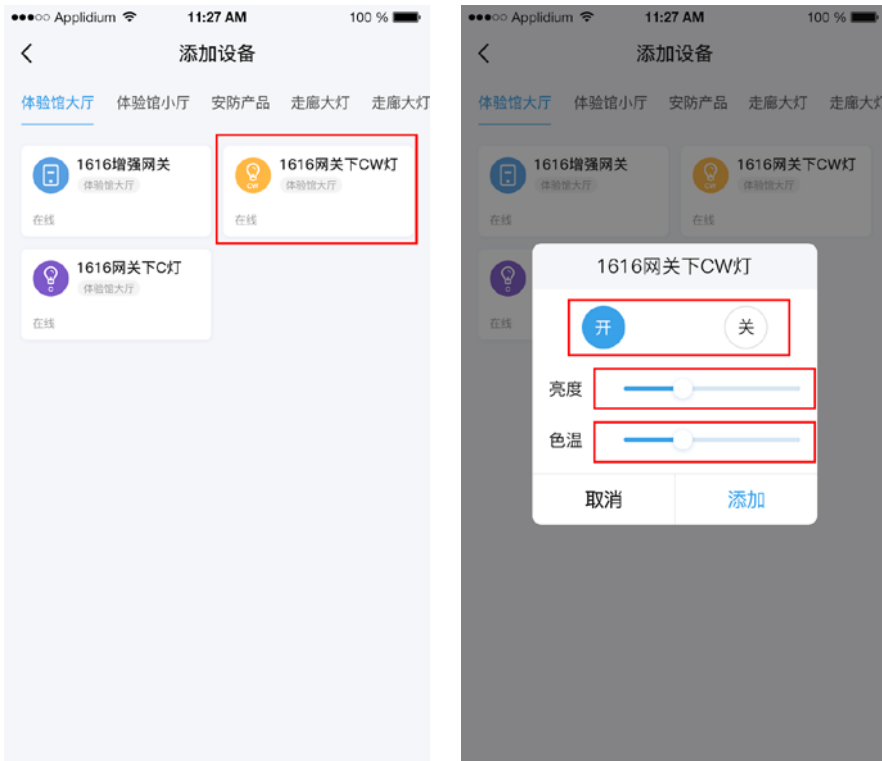 Applidium 11:27 AM 100 %
添加设备
体验馆大厅 体验馆小厅 安防产品 走廊大灯 走廊大灯
1616增强网关
体验馆大厅
在线
1616网关下CW灯
体验馆大厅
CW
在线
1616网关下C灯
体验馆大厅
C
在线
Applidium 11:27 AM 100 %
添加设备
体验馆大厅 体验馆小厅 安防产品 走廊大灯 走廊大灯
1616增强网关
体验馆大厅
在线
1616网关下CW灯
体验馆大厅
CW
在线
C
在线
1616网关下CW灯
开 关
亮度
色温
取消 添加